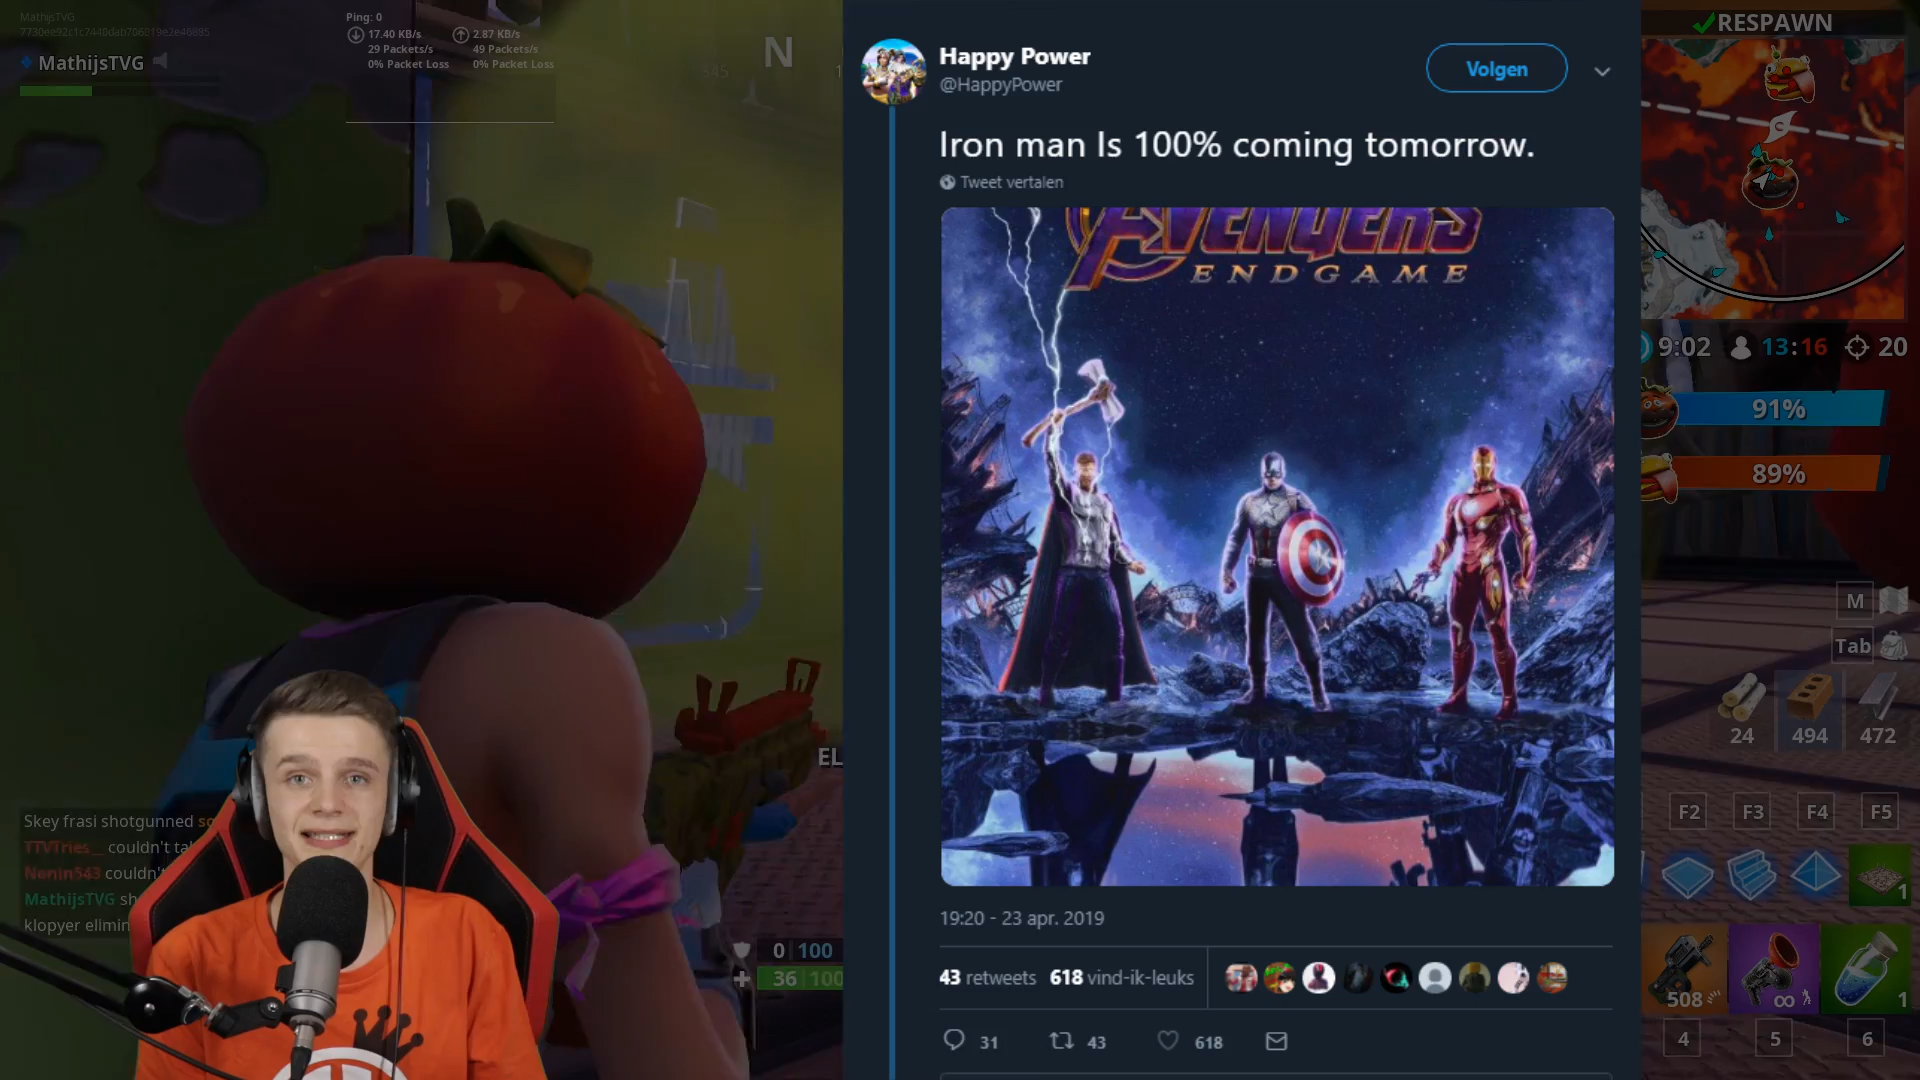 MathijsTVG
MathijsTVG
Ping: 0
17.40 KB/s
2.87 KB/s
29 Packets/s
49 Packets/s
0% Packet Loss
0% Packet Loss
345
N
1
Happy Power
@HappyPower
Volgen
Iron man Is 100% coming tomorrow.
Tweet vertalen
AVENGERS
ENDGAME
19:20 - 23 apr. 2019
43 retweets 618 vind-ik-leuks
31
43
618
RESPAWN
C
9:02
13:16
20
91%
89%
M
Tab
24
494
472
F2
F3
F4
F5
1
508
∞
1
4
5
6
EL
Skey frasi shotgunned
TTVTries_ couldn't
Nenin543 couldn't
MathijsTVG
klopyer
0|100
36|100